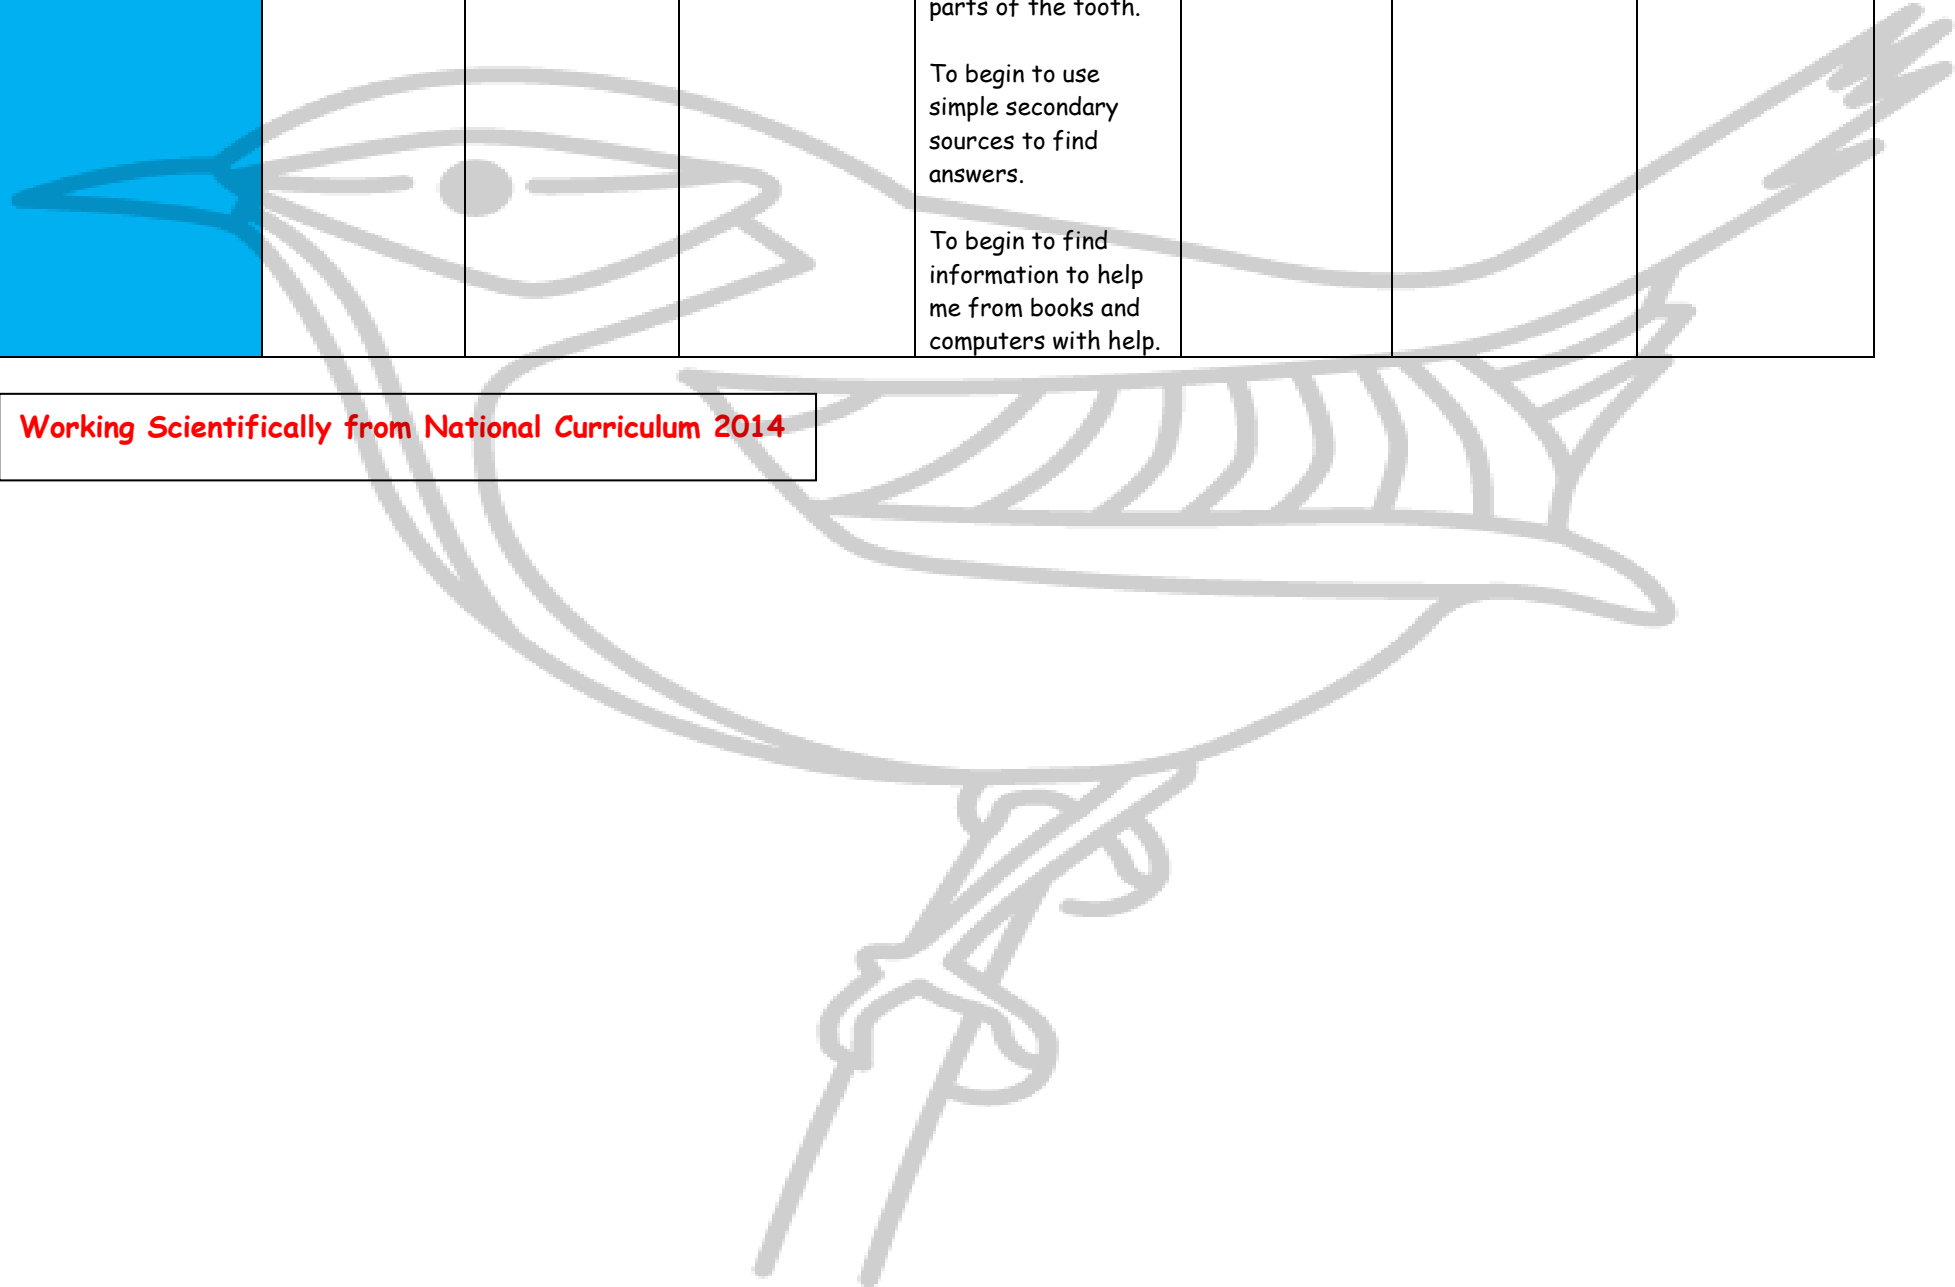 parts of the tooth.
To begin to use
simple secondary
sources to find
answers.
To begin to find
information to help
me from books and
computers with help.
Working Scientifically from National Curriculum 2014